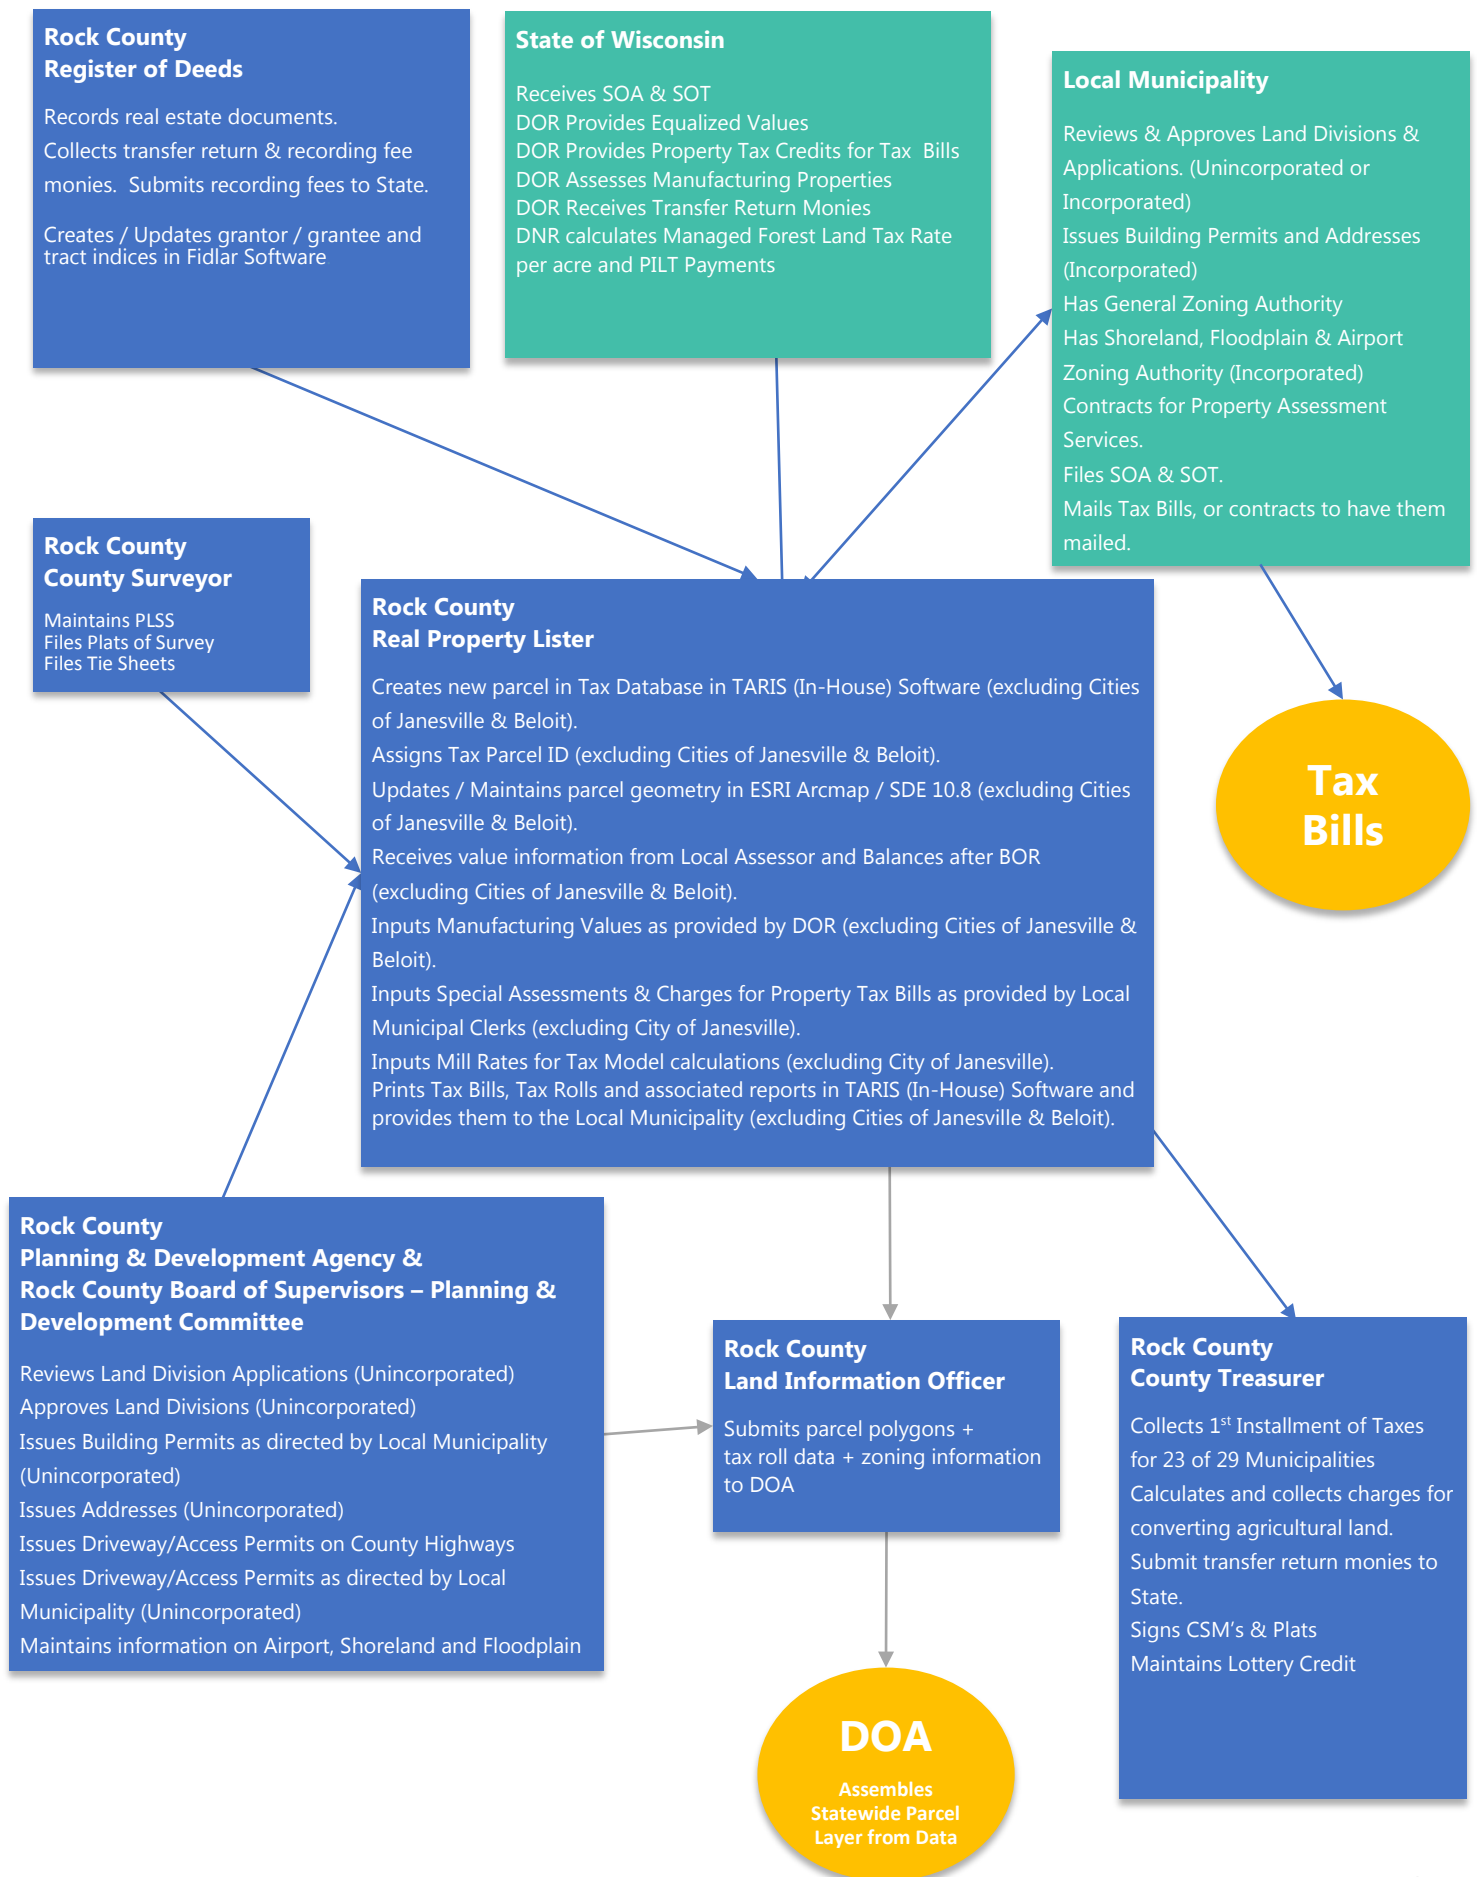 Rock County
Register of Deeds
Records real estate documents.
Collects transfer return & recording fee
monies. Submits recording fees to State.
Creates / Updates grantor / grantee and
tract indices in Fidlar Software
State of Wisconsin
Receives SOA & SOT
DOR Provides Equalized Values
DOR Provides Property Tax Credits for Tax Bills
DOR Assesses Manufacturing Properties
DOR Receives Transfer Return Monies
DNR calculates Managed Forest Land Tax Rate
per acre and PILT Payments
Local Municipality
Reviews & Approves Land Divisions &
Applications. (Unincorporated or
Incorporated)
Issues Building Permits and Addresses
(Incorporated)
Has General Zoning Authority
Has Shoreland, Floodplain & Airport
Zoning Authority (Incorporated)
Contracts for Property Assessment
Services.
Files SOA & SOT.
Mails Tax Bills, or contracts to have them
mailed.
Rock County
County Surveyor
Maintains PLSS
Files Plats of Survey
Files Tie Sheets
Rock County
Real Property Lister
Creates new parcel in Tax Database in TARIS (In-House) Software (excluding Cities
of Janesville & Beloit).
Assigns Tax Parcel ID (excluding Cities of Janesville & Beloit).
Updates / Maintains parcel geometry in ESRI Arcmap / SDE 10.8 (excluding Cities
of Janesville & Beloit).
Receives value information from Local Assessor and Balances after BOR
(excluding Cities of Janesville & Beloit).
Inputs Manufacturing Values as provided by DOR (excluding Cities of Janesville &
Beloit).
Inputs Special Assessments & Charges for Property Tax Bills as provided by Local
Municipal Clerks (excluding City of Janesville).
Inputs Mill Rates for Tax Model calculations (excluding City of Janesville).
Prints Tax Bills, Tax Rolls and associated reports in TARIS (In-House) Software and
provides them to the Local Municipality (excluding Cities of Janesville & Beloit).
Tax
Bills
Rock County
Planning & Development Agency &
Rock County Board of Supervisors – Planning &
Development Committee
Reviews Land Division Applications (Unincorporated)
Approves Land Divisions (Unincorporated)
Issues Building Permits as directed by Local Municipality
(Unincorporated)
Issues Addresses (Unincorporated)
Issues Driveway/Access Permits on County Highways
Issues Driveway/Access Permits as directed by Local
Municipality (Unincorporated)
Maintains information on Airport, Shoreland and Floodplain
Rock County
Land Information Officer
Submits parcel polygons +
tax roll data + zoning information
to DOA
Rock County
County Treasurer
Collects 1st Installment of Taxes
for 23 of 29 Municipalities
Calculates and collects charges for
converting agricultural land.
Submit transfer return monies to
State.
Signs CSM's & Plats
Maintains Lottery Credit
DOA
Assembles
Statewide Parcel
Layer from Data